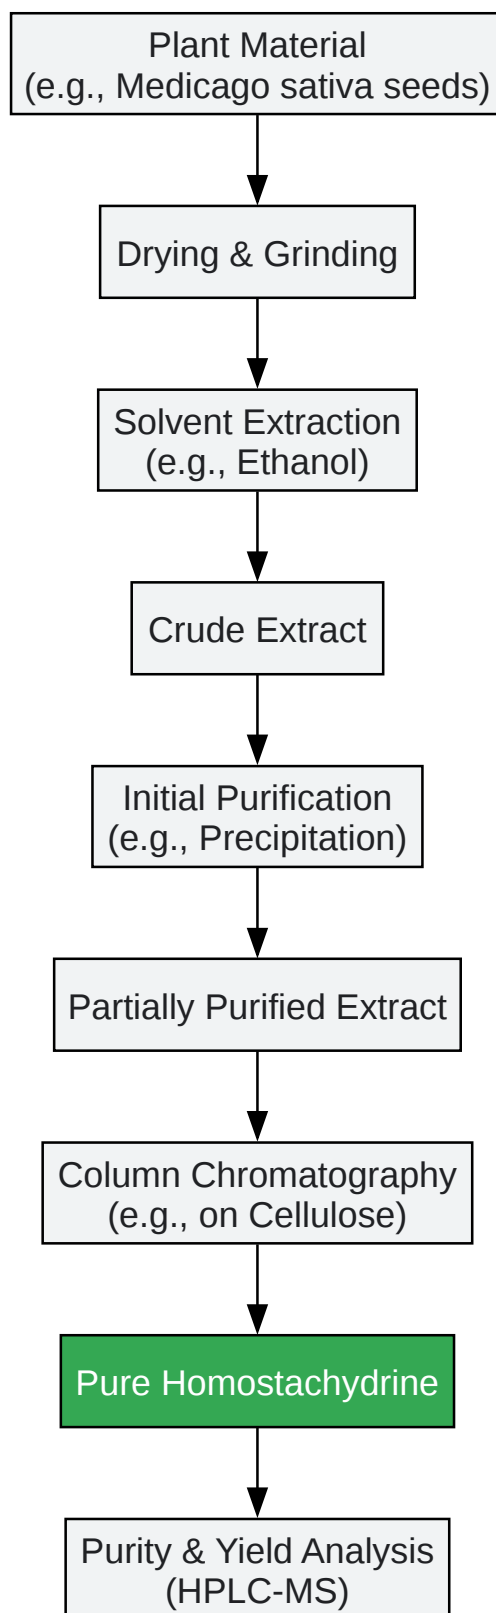 Plant Material
(e.g., Medicago sativa seeds)
Drying & Grinding
Solvent Extraction
(e.g., Ethanol)
Crude Extract
Initial Purification
(e.g., Precipitation)
Partially Purified Extract
Column Chromatography
(e.g., on Cellulose)
Pure Homostachydrine
Purity & Yield Analysis
(HPLC-MS)